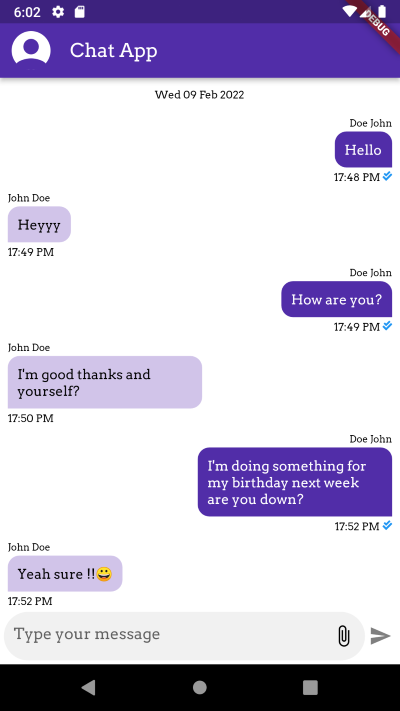 6:02
DEBUG
Chat App
Wed 09 Feb 2022
Doe John
Hello
17:48 PM
John Doe
Heyyy
17:49 PM
Doe John
How are you?
17:49 PM
John Doe
I'm good thanks and
yourself?
17:50 PM
Doe John
I'm doing something for
my birthday next week
are you down?
17:52 PM
John Doe
Yeah sure !!😀
17:52 PM
Type your message